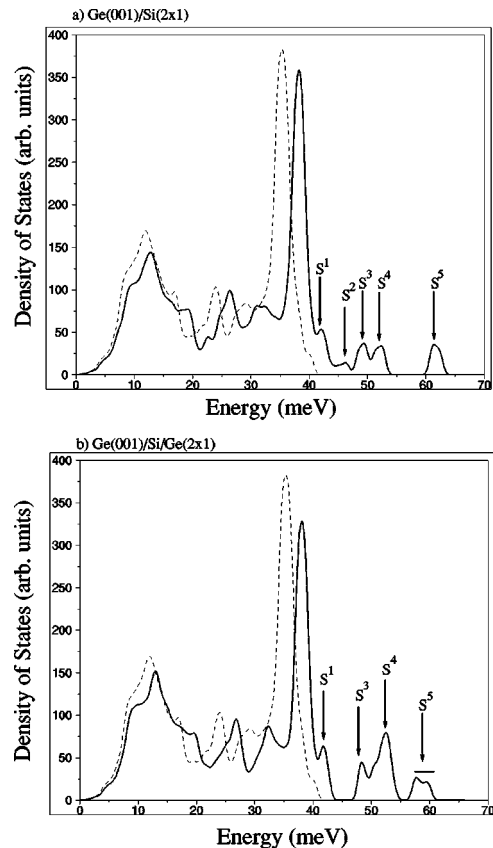 a) Ge(001)/Si(2x1)
Density of States (arb. units)
400
350
300
250
200
150
100
50
0
S¹
S²
S³
S⁴
S⁵
0 10 20 30 40 50 60 70
Energy (meV)
b) Ge(001)/Si/Ge(2x1)
Density of States (arb. units)
400
350
300
250
200
150
100
50
0
S¹
S³
S⁴
S⁵
0 10 20 30 40 50 60 70
Energy (meV)